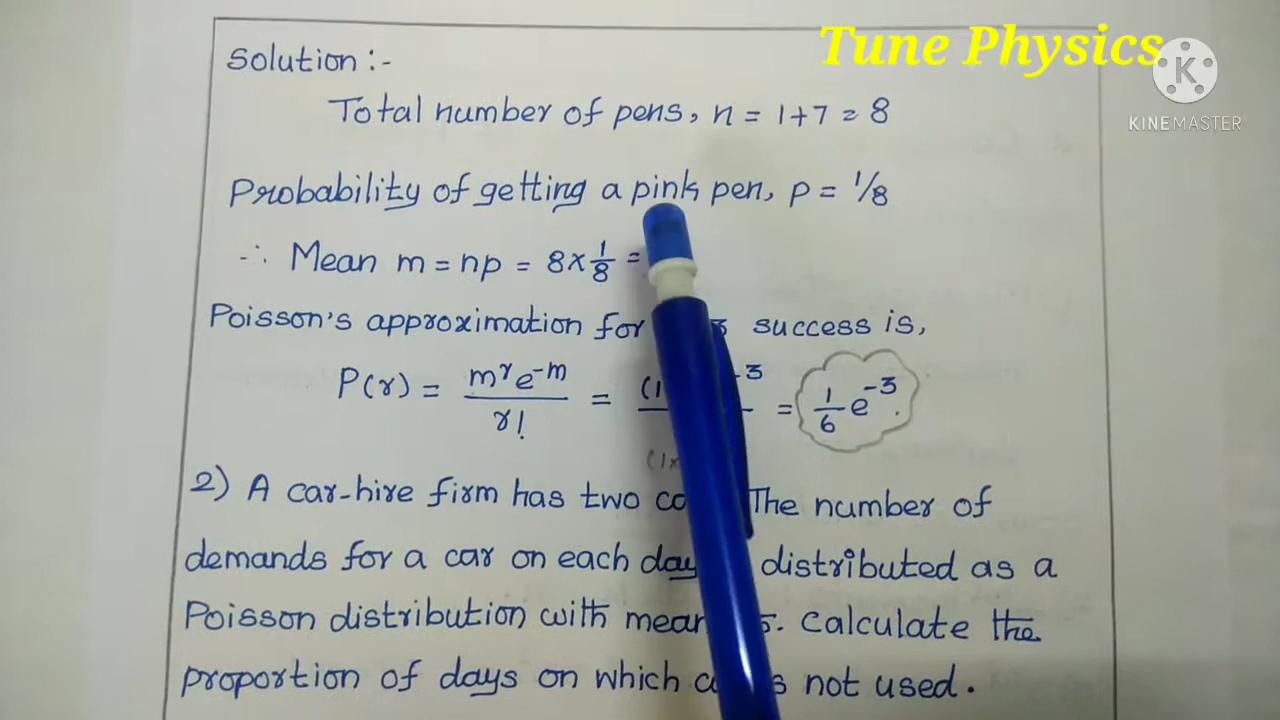 Tune Physics
KINEMASTER
Solution :-
Total number of pens, n = 1+7 = 8
Probability of getting a pink pen, p = 1/8
∴ Mean m = np = 8 × 1/8 =
Poisson's approximation for success is,
P(r) = m^r e^-m / r! = = 1/6 e^-3.
2) A car-hire firm has two The number of
demands for a car on each day distributed as a
Poisson distribution with mean Calculate the
proportion of days on which not used.